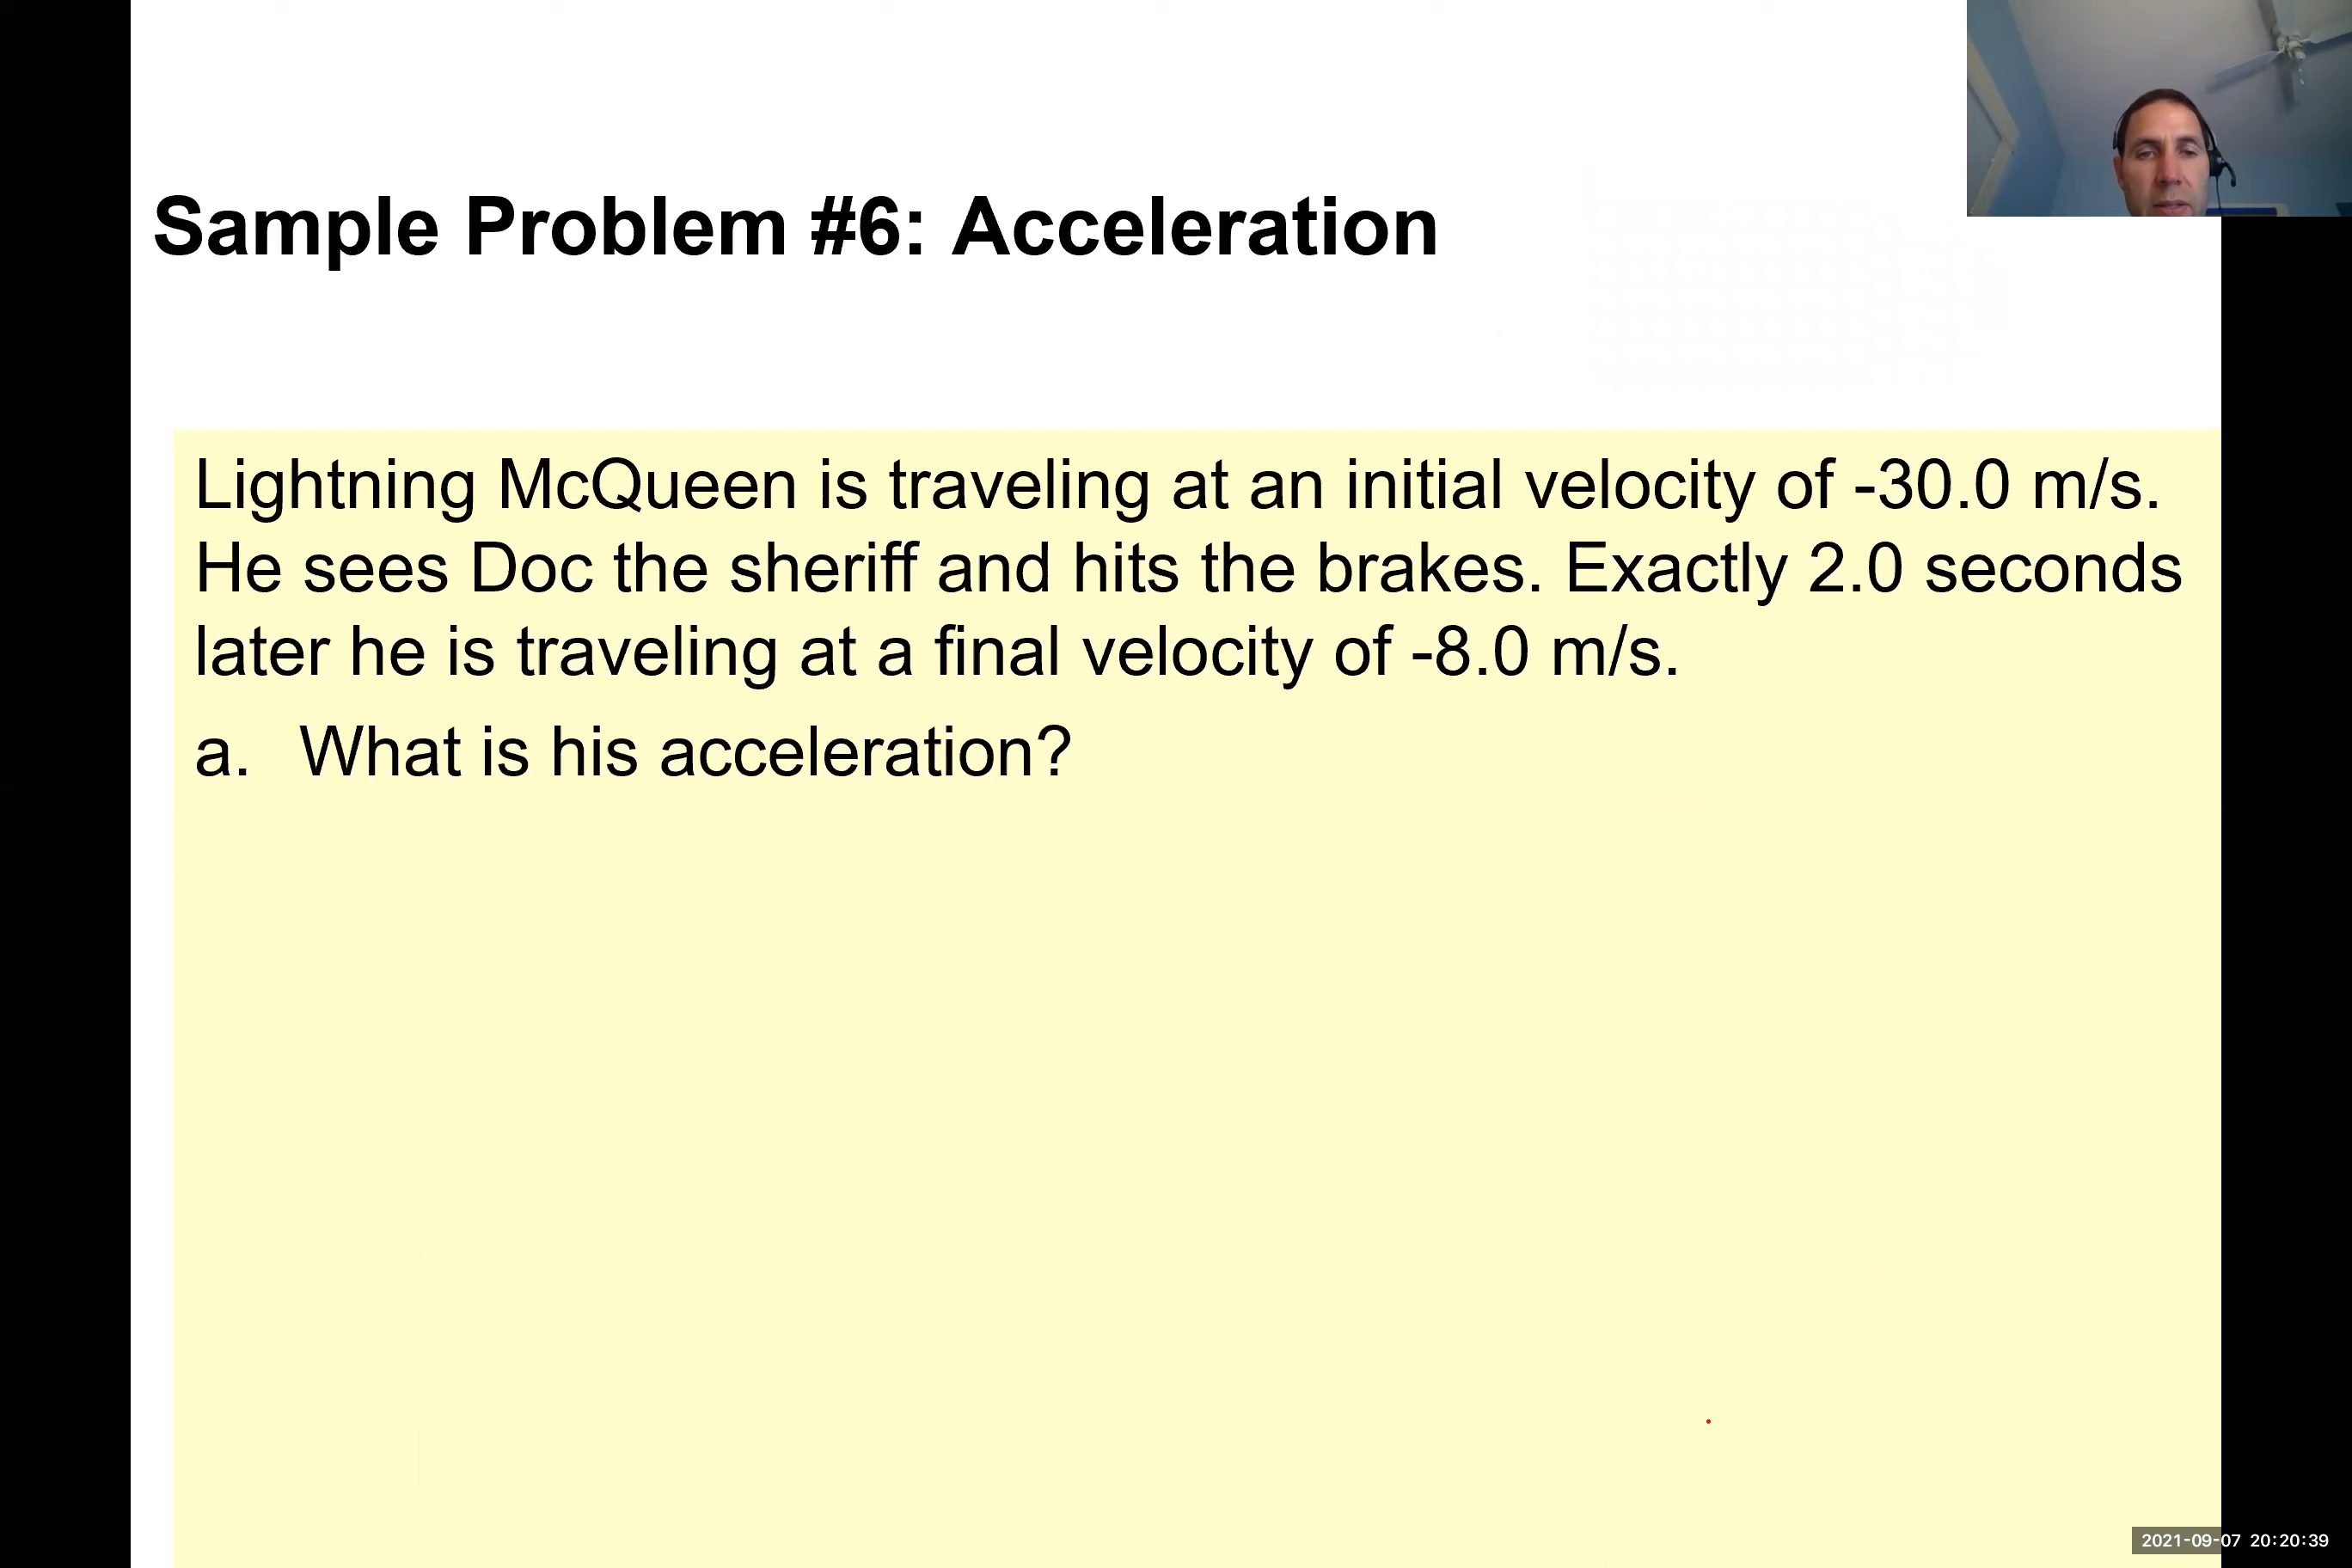 Sample Problem #6: Acceleration
Lightning McQueen is traveling at an initial velocity of -30.0 m/s.
He sees Doc the sheriff and hits the brakes. Exactly 2.0 seconds
later he is traveling at a final velocity of -8.0 m/s.
a. What is his acceleration?
2021-09-07 20:20:39